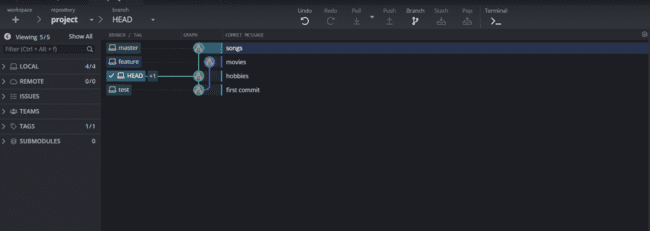 workspace repository branch
project HEAD
Undo Redo Pull Push Branch Stash Pop Terminal
Viewing 5/5 Show All
Filter (Ctrl + Alt + f)
LOCAL 4/4
REMOTE 0/0
ISSUES
TEAMS
TAGS 1/1
SUBMODULES 0
BRANCH / TAG GRAPH COMMIT MESSAGE
master songs
feature movies
HEAD +1 hobbies
test first commit